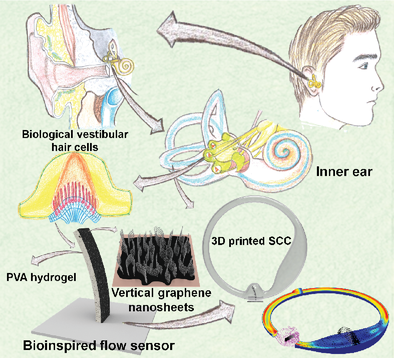 Biological vestibular
hair cells
Inner ear
3D printed SCC
PVA hydrogel
Vertical graphene
nanosheets
Bioinspired flow sensor